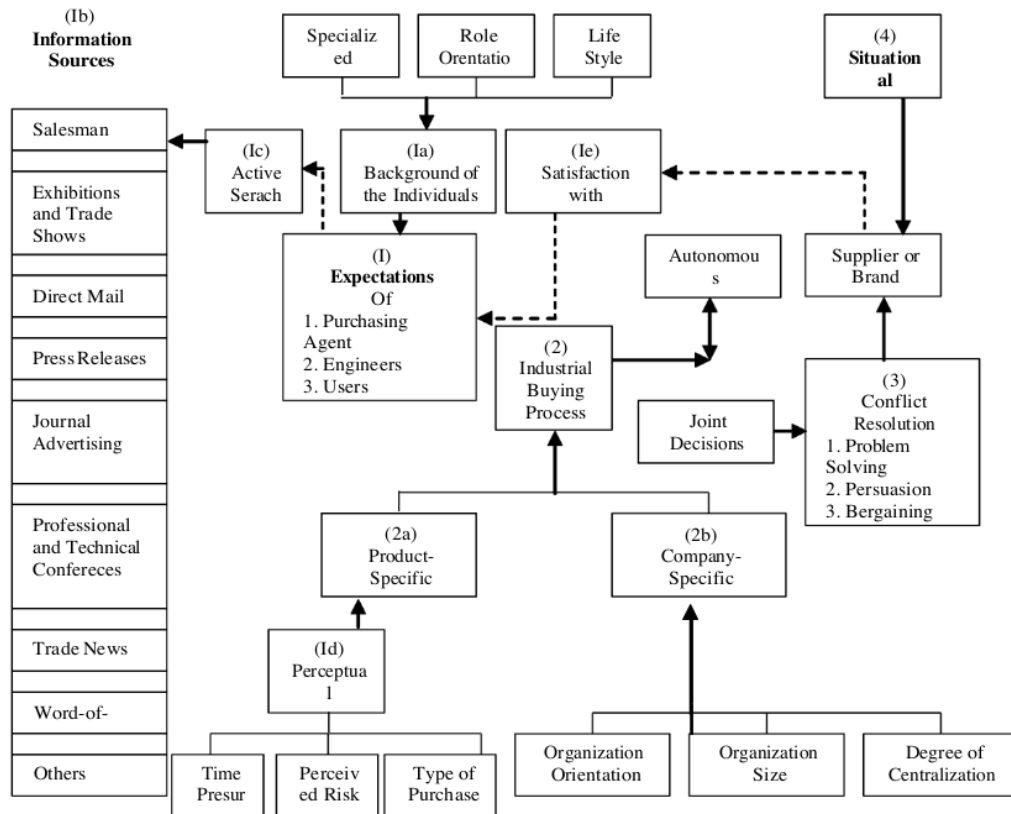 (Ib)
Information
Sources
Salesman
Exhibitions
and Trade
Shows
Direct Mail
Press Releases
Journal
Advertising
Professional
and Technical
Confereces
Trade News
Word-of-
Others
Specializ
ed
Role
Orentatio
Life
Style
(4)
Situation
al
(Ic)
Active
Serach
(Ia)
Background of
the Individuals
(Ie)
Satisfaction
with
(I)
Expectations
Of
1. Purchasing
Agent
2. Engineers
3. Users
Autonomou
s
Supplier or
Brand
(2)
Industrial
Buying
Process
Joint
Decisions
(3)
Conflict
Resolution
1. Problem
Solving
2. Persuasion
3. Bergaining
(2a)
Product-
Specific
(2b)
Company-
Specific
(Id)
Perceptua
l
Time
Presur
Perceiv
ed Risk
Type of
Purchase
Organization
Orientation
Organization
Size
Degree of
Centralization